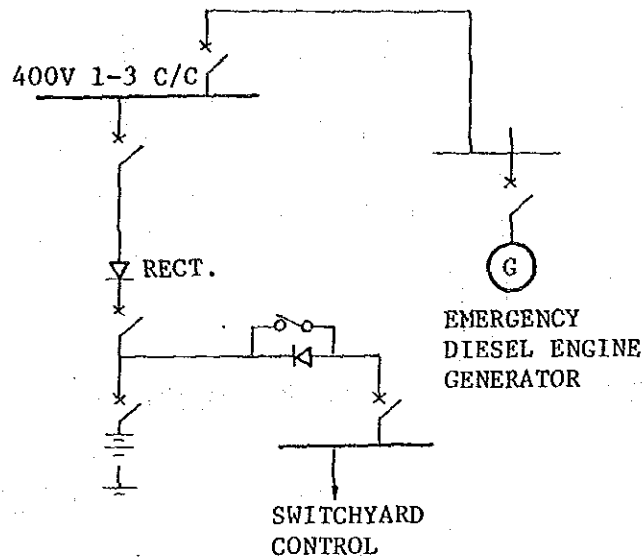 400V 1-3 C/C
RECT.
G
EMERGENCY
DIESEL ENGINE
GENERATOR
SWITCHYARD
CONTROL